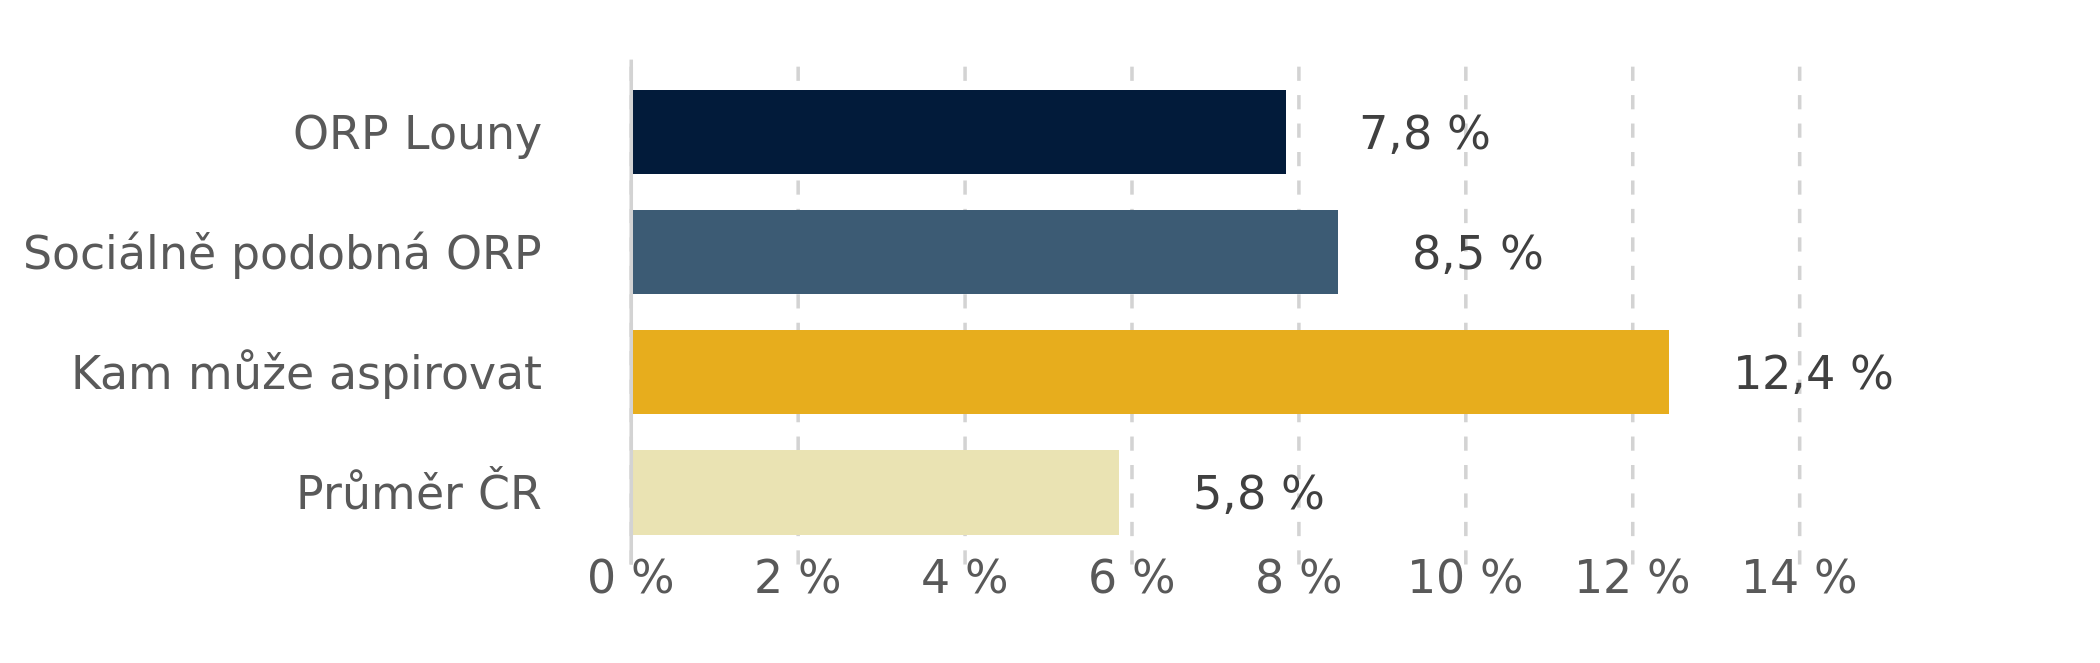 ORP Louny
7,8 %
Sociálně podobná ORP
8,5 %
Kam může aspirovat
12,4 %
Průměr ČR
5,8 %
0 % 2 % 4 % 6 % 8 % 10 % 12 % 14 %